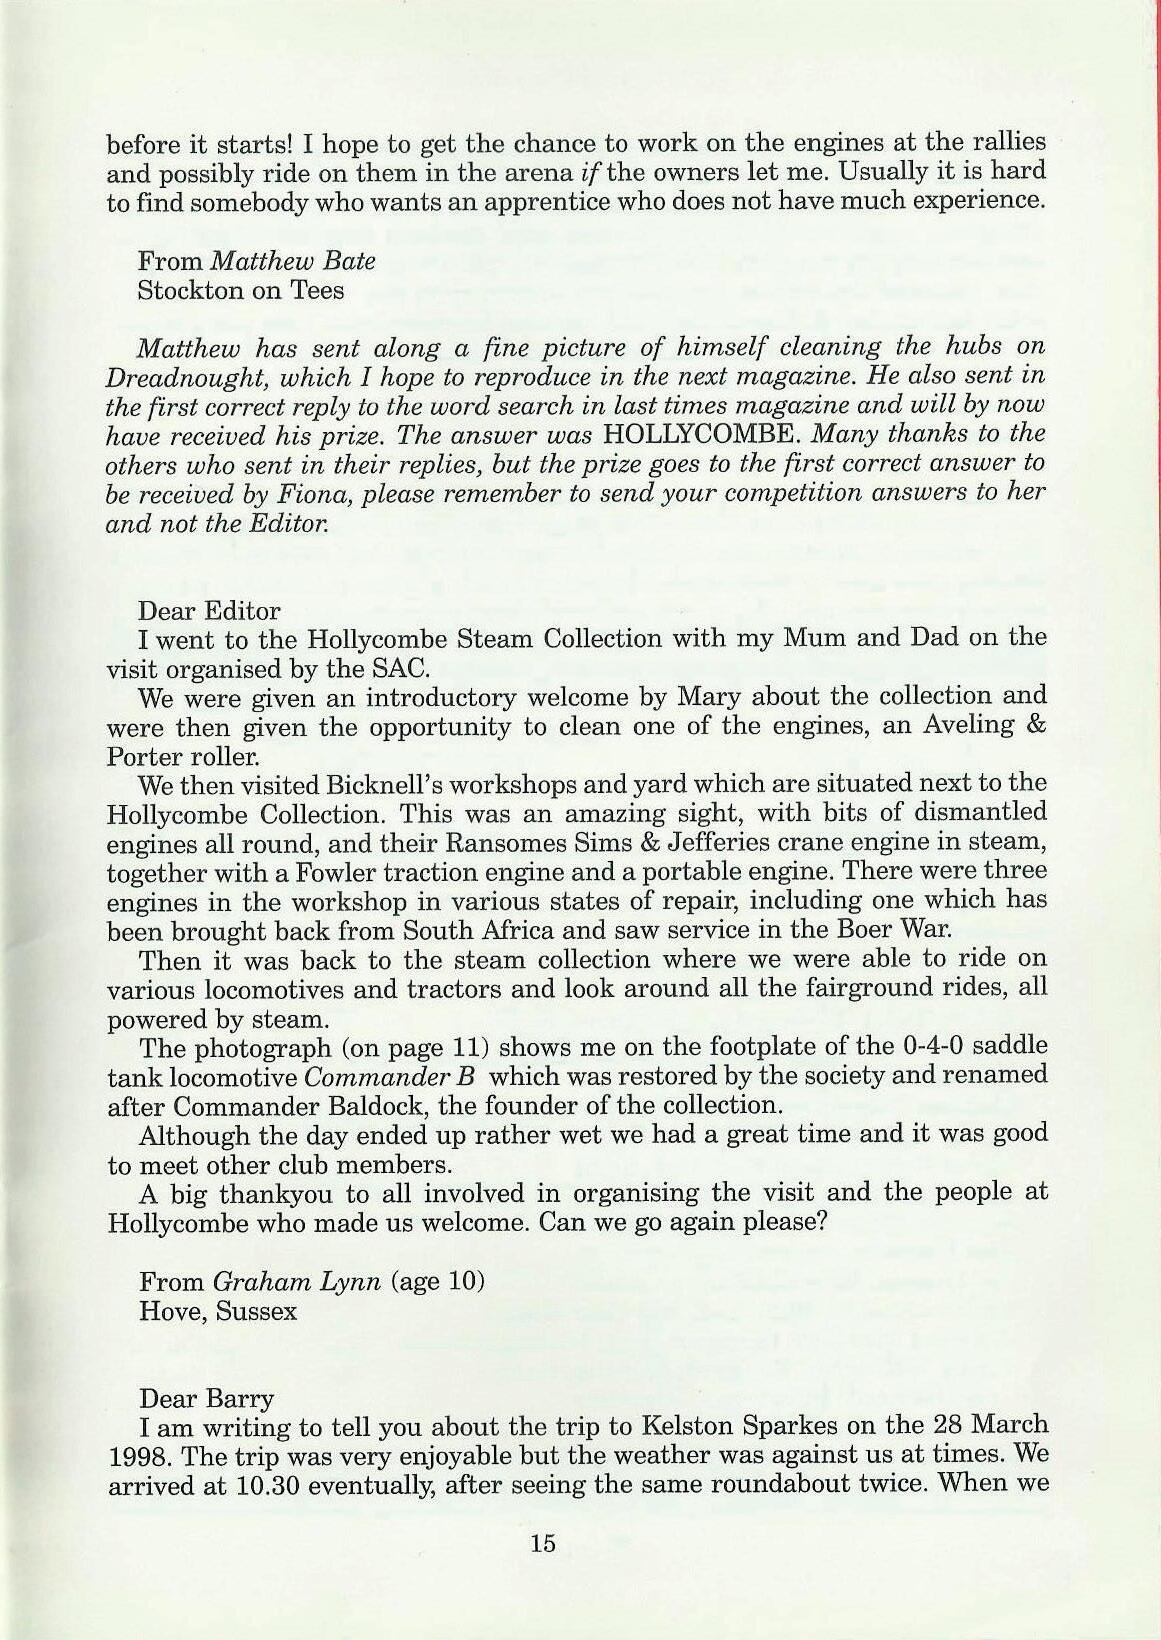 before it starts! I hope to get the chance to work on the engines at the rallies
and possibly ride on them in the arena if the owners let me. Usually it is hard
to find somebody who wants an apprentice who does not have much experience.
From Matthew Bate
Stockton on Tees
Matthew has sent along a fine picture of himself cleaning the hubs on
Dreadnought, which I hope to reproduce in the next magazine. He also sent in
the first correct reply to the word search in last times magazine and will by now
have received his prize. The answer was HOLLYCOMBE. Many thanks to the
others who sent in their replies, but the prize goes to the first correct answer to
be received by Fiona, please remember to send your competition answers to her
and not the Editor.
Dear Editor
I went to the Hollycombe Steam Collection with my Mum and Dad on the
visit organised by the SAC.
We were given an introductory welcome by Mary about the collection and
were then given the opportunity to clean one of the engines, an Aveling &
Porter roller.
We then visited Bicknell's workshops and yard which are situated next to the
Hollycombe Collection. This was an amazing sight, with bits of dismantled
engines all round, and their Ransomes Sims & Jefferies crane engine in steam,
together with a Fowler traction engine and a portable engine. There were three
engines in the workshop in various states of repair, including one which has
been brought back from South Africa and saw service in the Boer War.
Then it was back to the steam collection where we were able to ride on
various locomotives and tractors and look around all the fairground rides, all
powered by steam.
The photograph (on page 11) shows me on the footplate of the 0-4-0 saddle
tank locomotive Commander B which was restored by the society and renamed
after Commander Baldock, the founder of the collection.
Although the day ended up rather wet we had a great time and it was good
to meet other club members.
A big thankyou to all involved in organising the visit and the people at
Hollycombe who made us welcome. Can we go again please?
From Graham Lynn (age 10)
Hove, Sussex
Dear Barry
I am writing to tell you about the trip to Kelston Sparkes on the 28 March
1998. The trip was very enjoyable but the weather was against us at times. We
arrived at 10.30 eventually, after seeing the same roundabout twice. When we
15